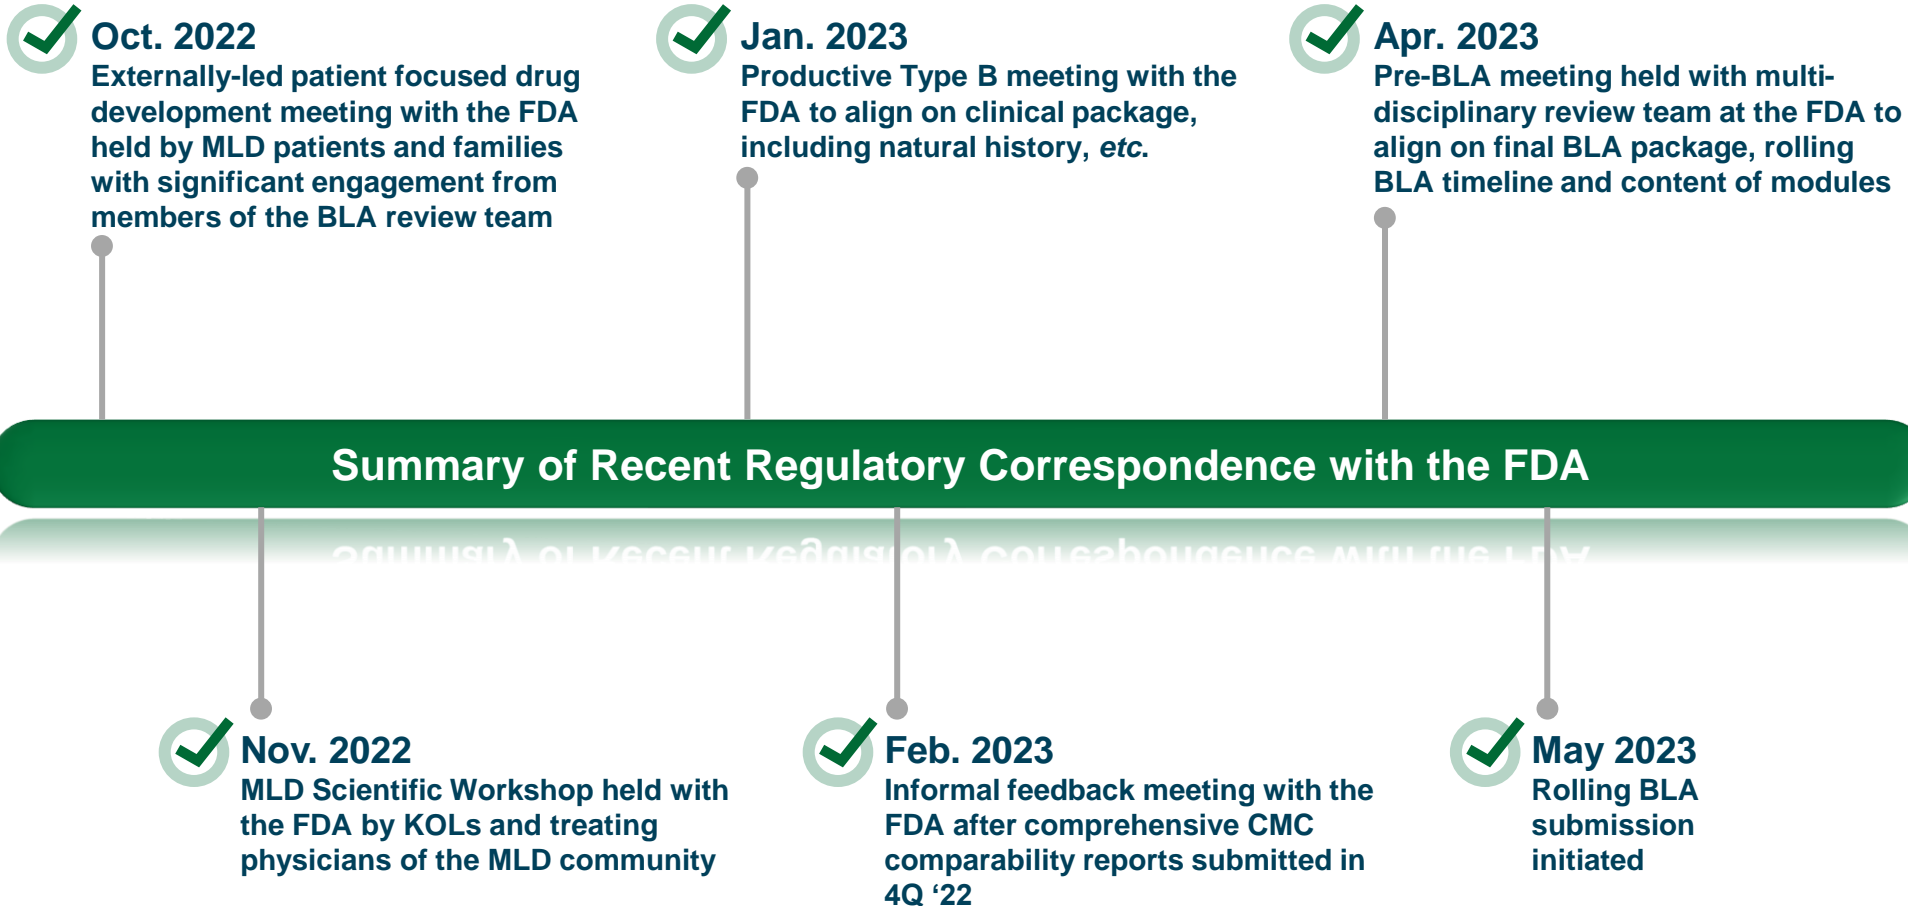 Oct. 2022
Externally-led patient focused drug
development meeting with the FDA
held by MLD patients and families
with significant engagement from
members of the BLA review team
Jan. 2023
Productive Type B meeting with the
FDA to align on clinical package,
including natural history, etc.
Apr. 2023
Pre-BLA meeting held with multi-
disciplinary review team at the FDA to
align on final BLA package, rolling
BLA timeline and content of modules
Summary of Recent Regulatory Correspondence with the FDA
Nov. 2022
MLD Scientific Workshop held with
the FDA by KOLs and treating
physicians of the MLD community
Feb. 2023
Informal feedback meeting with the
FDA after comprehensive CMC
comparability reports submitted in
4Q ‘22
May 2023
Rolling BLA
submission
initiated